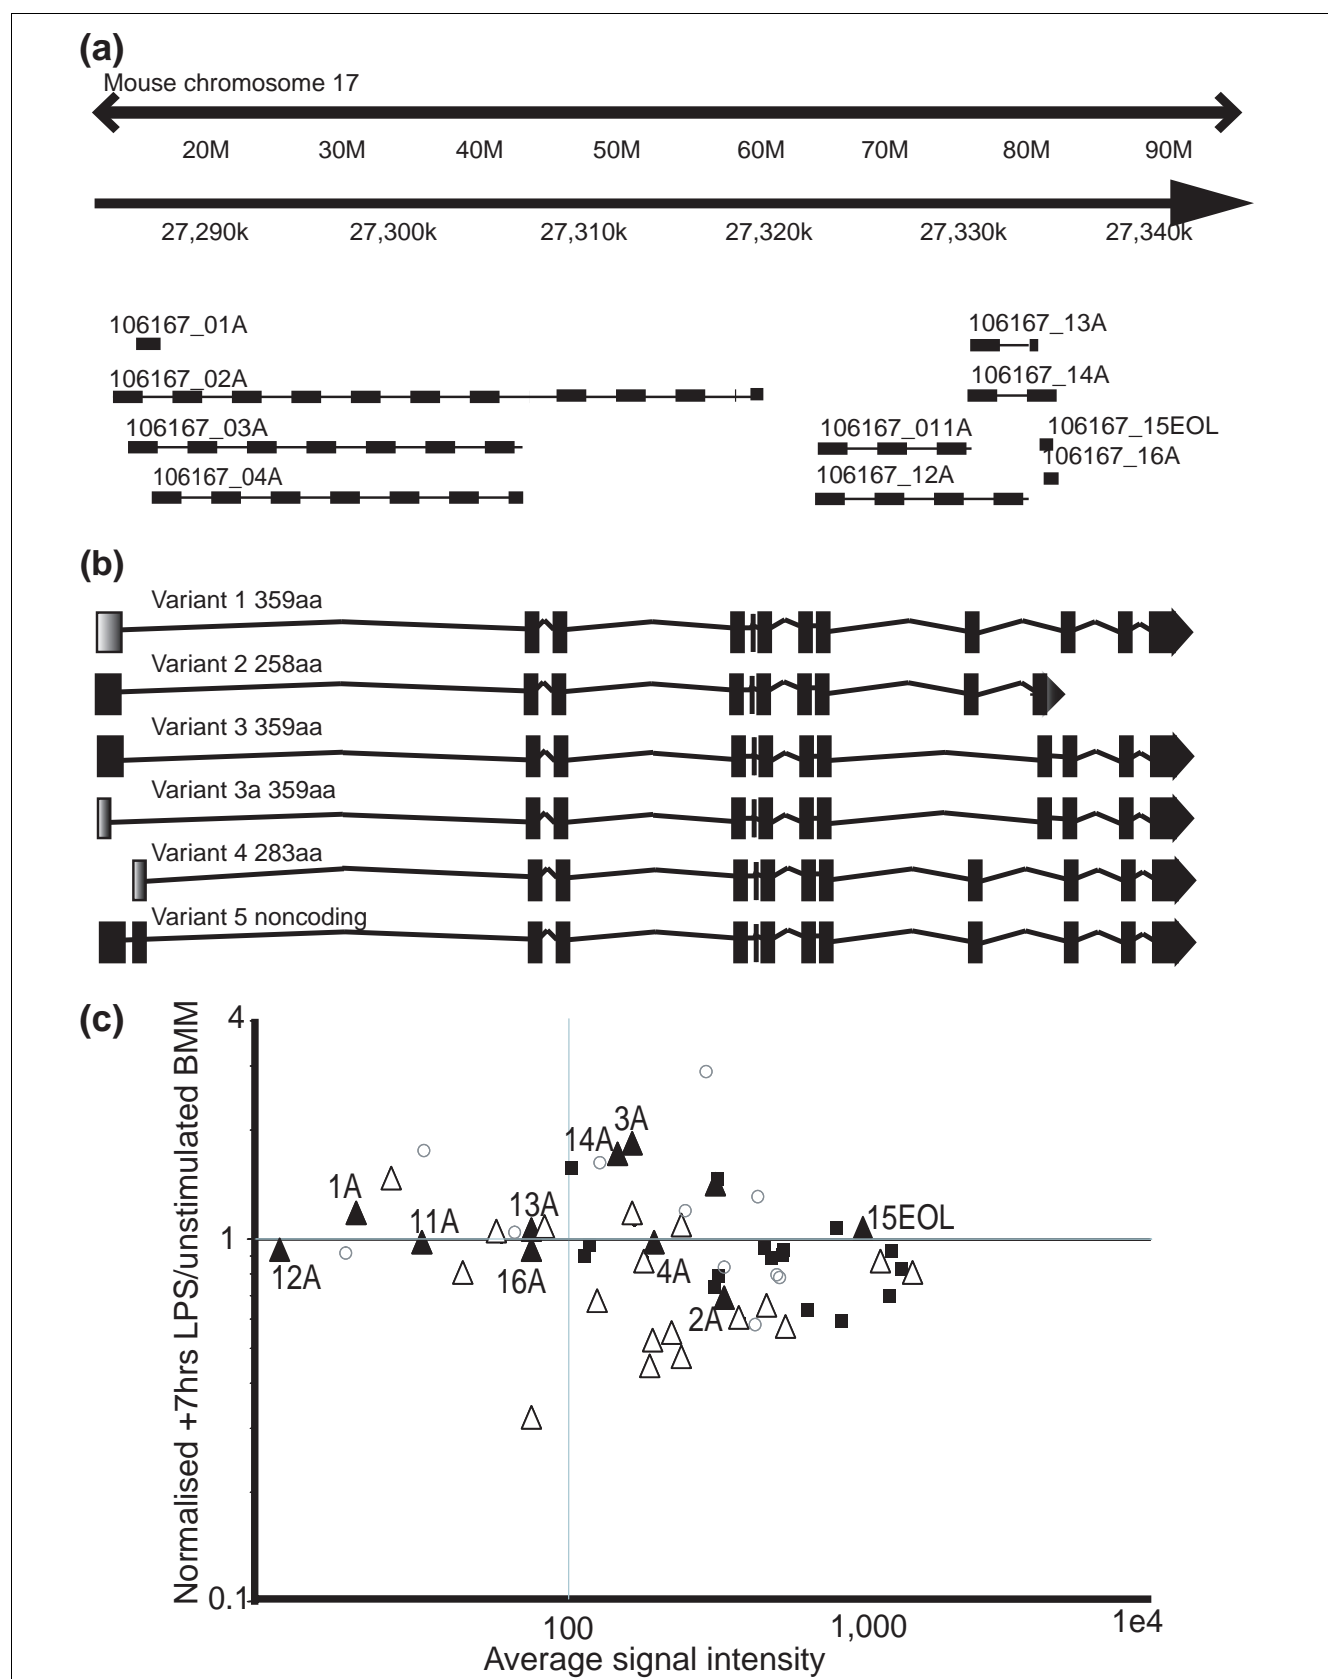 (a)
Mouse chromosome 17
20M 30M 40M 50M 60M 70M 80M 90M
27,290k 27,300k 27,310k 27,320k 27,330k 27,340k
106167_01A
106167_13A
106167_02A
106167_14A
106167_03A
106167_011A
106167_15EOL
106167_16A
106167_04A
106167_12A
(b)
Variant 1 359aa
Variant 2 258aa
Variant 3 359aa
Variant 3a 359aa
Variant 4 283aa
Variant 5 noncoding
(c)
Normalised +7hrs LPS/unstimulated BMM
4
1
0.1
3A
14A
1A
11A
13A
15EOL
12A
16A
4A
2A
100 1,000 1e4
Average signal intensity